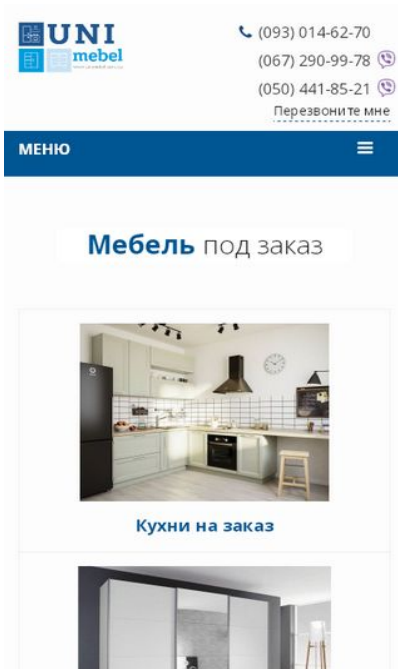 UNI
mebel
(093) 014-62-70
(067) 290-99-78
(050) 441-85-21
Перезвоните мне
МЕНЮ
Мебель под заказ
Кухни на заказ